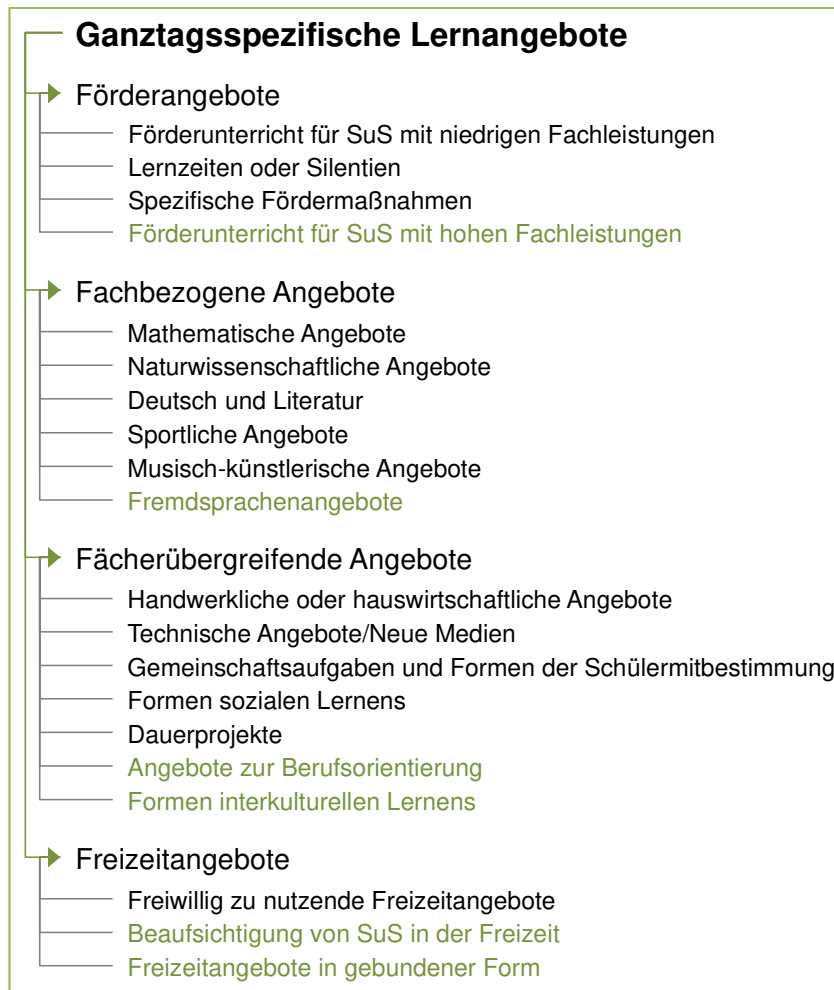 Ganztagsspezifische Lernangebote
Förderangebote
Förderunterricht für SuS mit niedrigen Fachleistungen
Lernzeiten oder Silentien
Spezifische Fördermaßnahmen
Förderunterricht für SuS mit hohen Fachleistungen
Fachbezogene Angebote
Mathematische Angebote
Naturwissenschaftliche Angebote
Deutsch und Literatur
Sportliche Angebote
Musisch-künstlerische Angebote
Fremdsprachenangebote
Fächerübergreifende Angebote
Handwerkliche oder hauswirtschaftliche Angebote
Technische Angebote/Neue Medien
Gemeinschaftsaufgaben und Formen der Schülermitbestimmung
Formen sozialen Lernens
Dauerprojekte
Angebote zur Berufsorientierung
Formen interkulturellen Lernens
Freizeitangebote
Freiwillig zu nutzende Freizeitangebote
Beaufsichtigung von SuS in der Freizeit
Freizeitangebote in gebundener Form